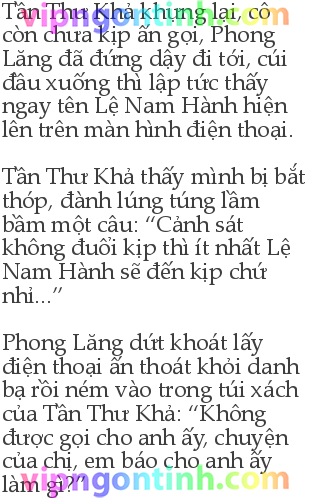 Tần Thư Khả khựng lại, cô
còn chưa kịp ấn gọi, Phong
Lăng đã đứng dậy đi tới, cúi
đầu xuống thì lập tức thấy
ngay tên Lệ Nam Hành hiện
lên trên màn hình điện thoại.
Tần Thư Khả thấy mình bị bắt
thóp, đành lúng túng lầm
bầm một câu: “Cảnh sát
không đuổi kịp thì ít nhất Lệ
Nam Hành sẽ đến kịp chứ
nhỉ...”
Phong Lăng dứt khoát lấy
điện thoại ấn thoát khỏi danh
bạ rồi ném vào trong túi xách
của Tần Thư Khả: “Không
được gọi cho anh ấy, chuyện
của chị, em báo cho anh ấy
làm gì?”
vipngontinh.com
vipngontinh.com